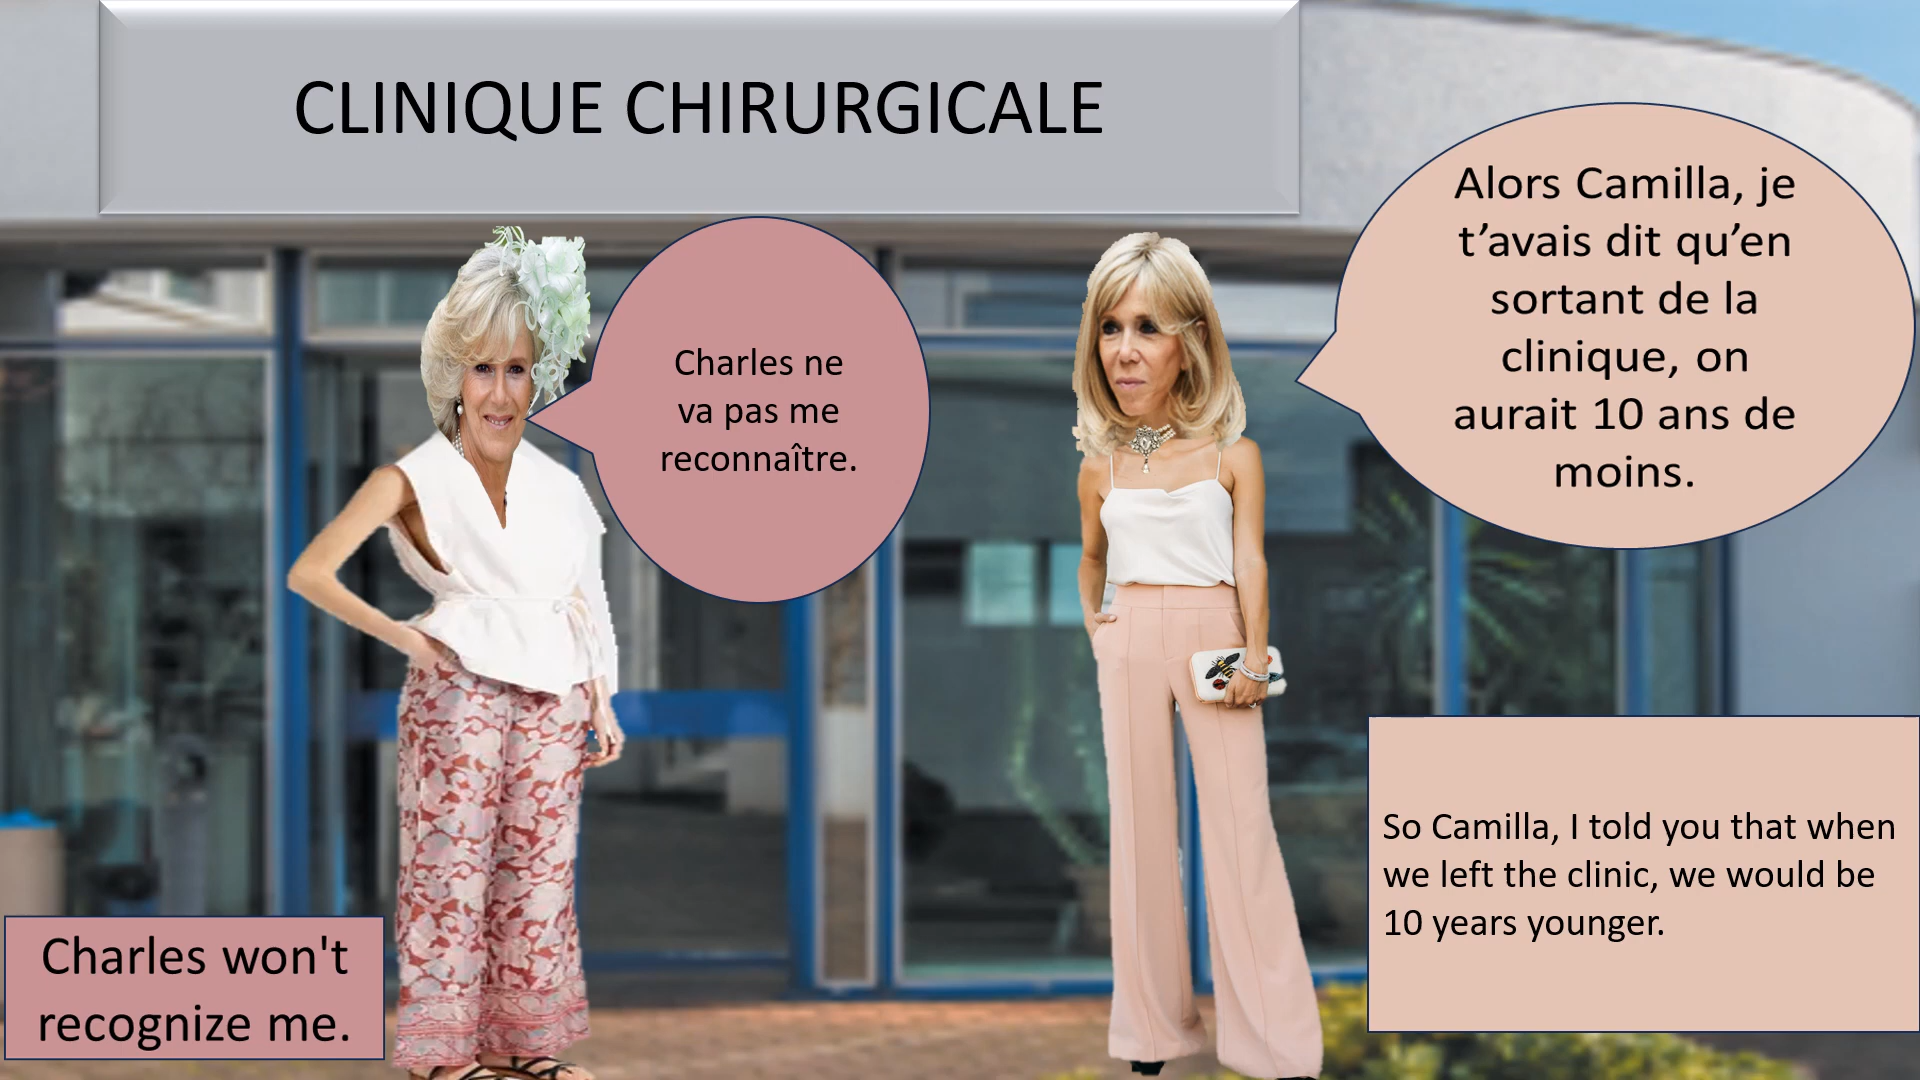 CLINIQUE CHIRURGICALE
Alors Camilla, je
t’avais dit qu’en
sortant de la
clinique, on
aurait 10 ans de
moins.
Charles ne
va pas me
reconnaître.
So Camilla, I told you that when
we left the clinic, we would be
10 years younger.
Charles won't
recognize me.